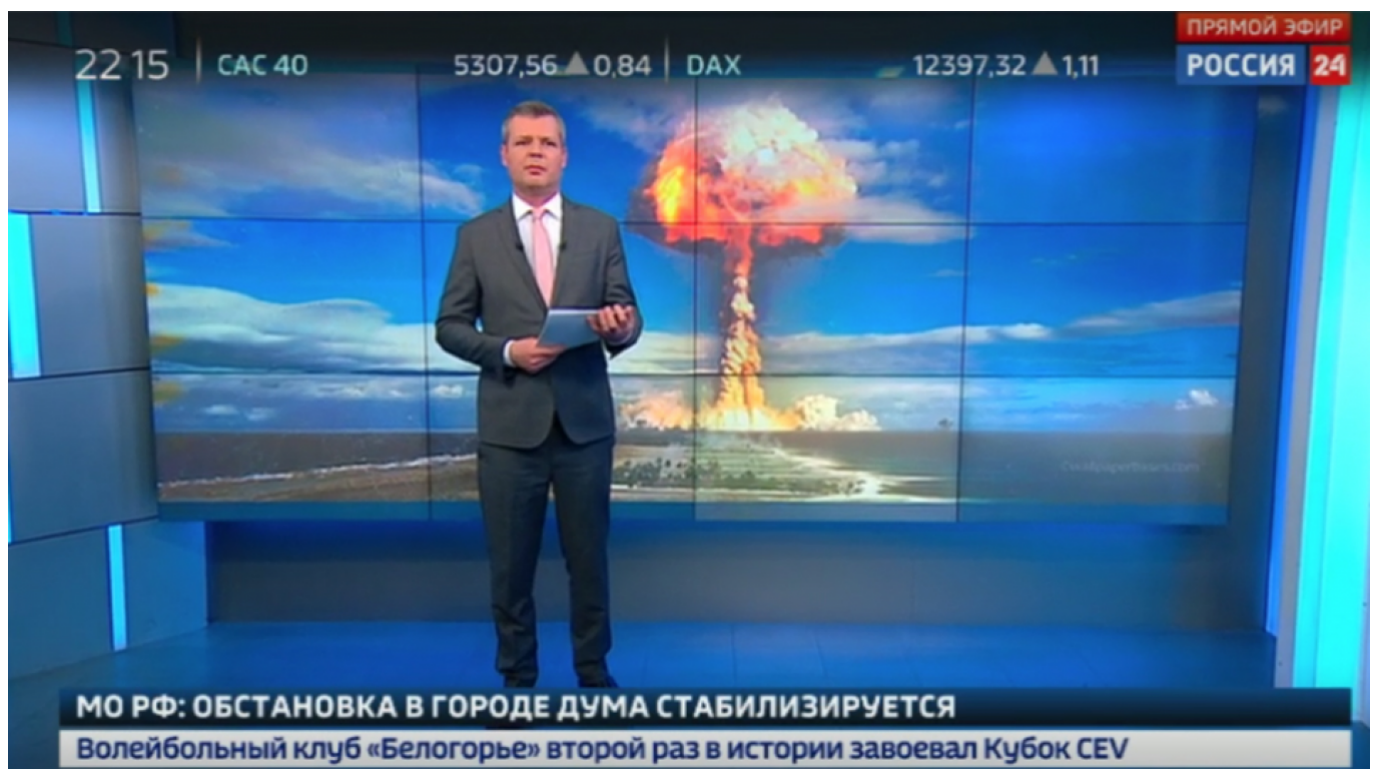 ПРЯМОЙ ЭФИР
22 15 CAC 40 5307,56 ▲ 0,84 DAX 12397,32 ▲ 1,11 РОССИЯ 24
МО РФ: ОБСТАНОВКА В ГОРОДЕ ДУМА СТАБИЛИЗИРУЕТСЯ
Волейбольный клуб «Белогорье» второй раз в истории завоевал Кубок CEV